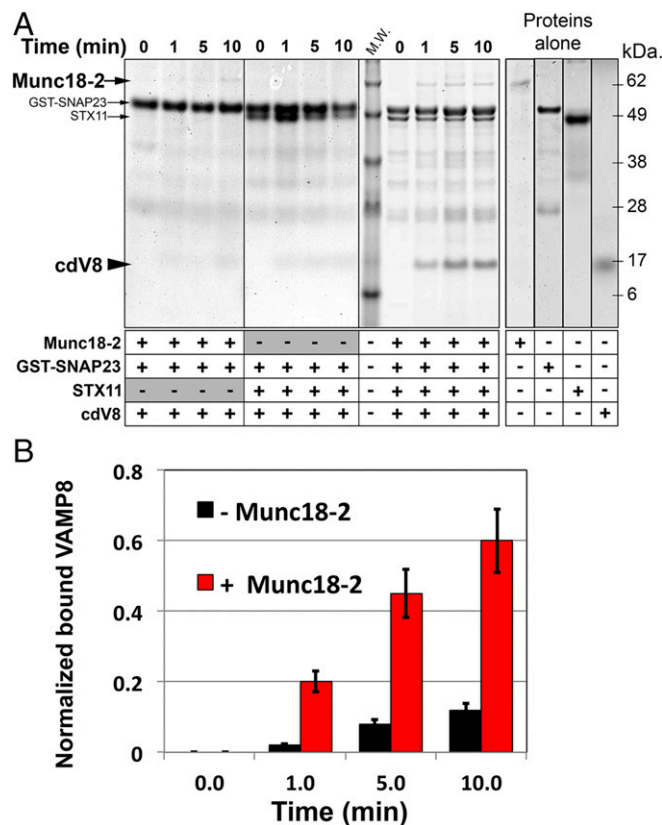 A
Proteins alone
Time (min) 0 1 5 10 0 1 5 10 M.W. 0 1 5 10 kDa.
Munc18-2 62
GST-SNAP23
STX11 49
38
28
cdV8 17
6
Munc18-2 + + + + - - - - - + + + + + - - -
GST-SNAP23 + + + + + + + + - + + + + - + - -
STX11 - - - - + + + + - + + + + - - + -
cdV8 + + + + + + + + - + + + + - - - +
B
Normalized bound VAMP8
0.8
0.6
0.4
0.2
0
- Munc18-2
+ Munc18-2
0.0 1.0 5.0 10.0
Time (min)